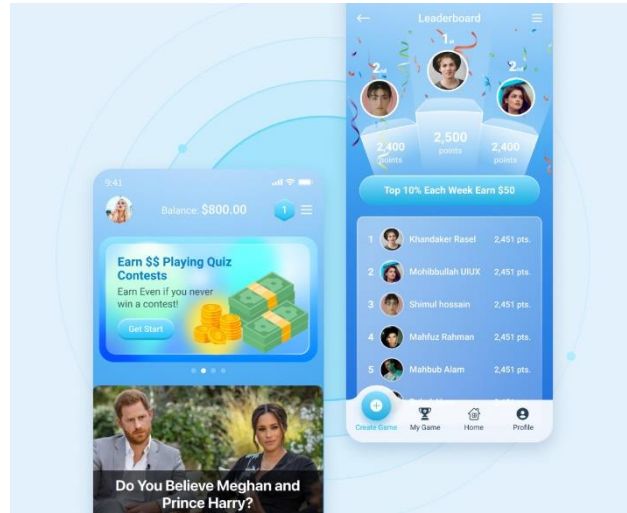 9:41
Balance: $800.00
1
Earn $$ Playing Quiz
Contests
Earn Even if you never
win a contest!
Get Start
Do You Believe Meghan and
Prince Harry?
Leaderboard
1st
2nd
2nd
2,400
points
2,500
points
2,400
points
Top 10% Each Week Earn $50
1 Khandaker Rasel 2,451 pts.
2 Mohibbullah UIUX 2,451 pts.
3 Shimul hossain 2,451 pts.
4 Mahfuz Rahman 2,451 pts.
5 Mahbub Alam 2,451 pts.
Create Game
My Game
Home
Profile